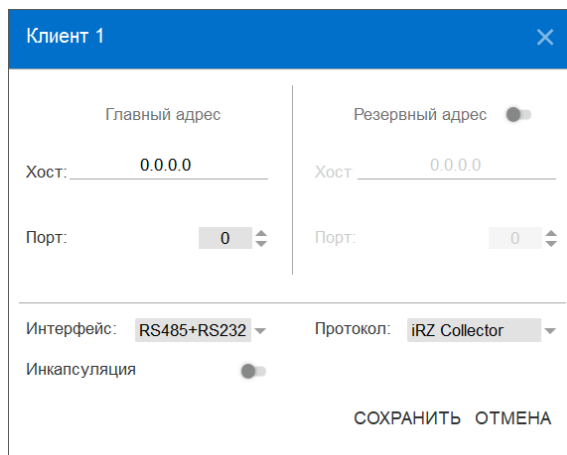 Клиент 1
Главный адрес
Резервный адрес
Хост: 0.0.0.0
Хост 0.0.0.0
Порт: 0
Порт: 0
Интерфейс: RS485+RS232
Протокол: iRZ Collector
Инкапсуляция
СОХРАНИТЬ ОТМЕНА